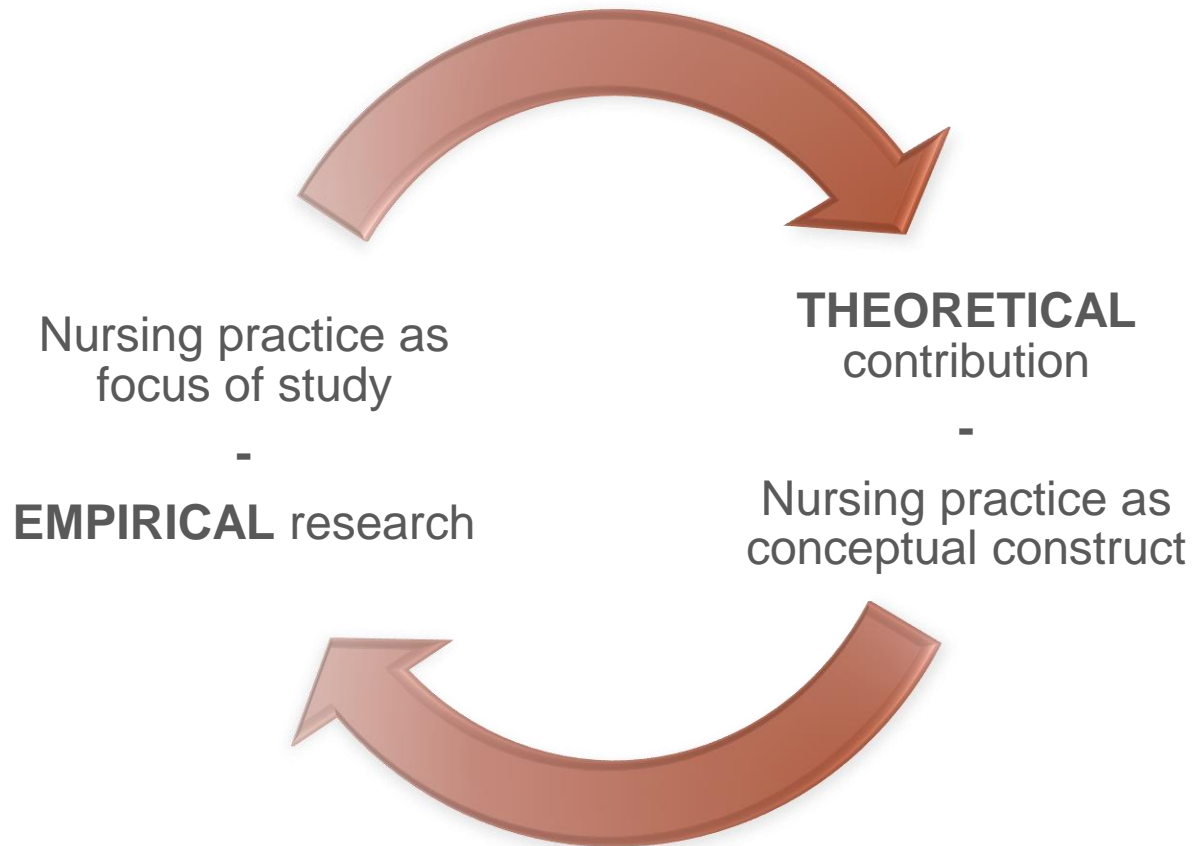 Nursing practice as
focus of study
-
EMPIRICAL research
THEORETICAL
contribution
-
Nursing practice as
conceptual construct